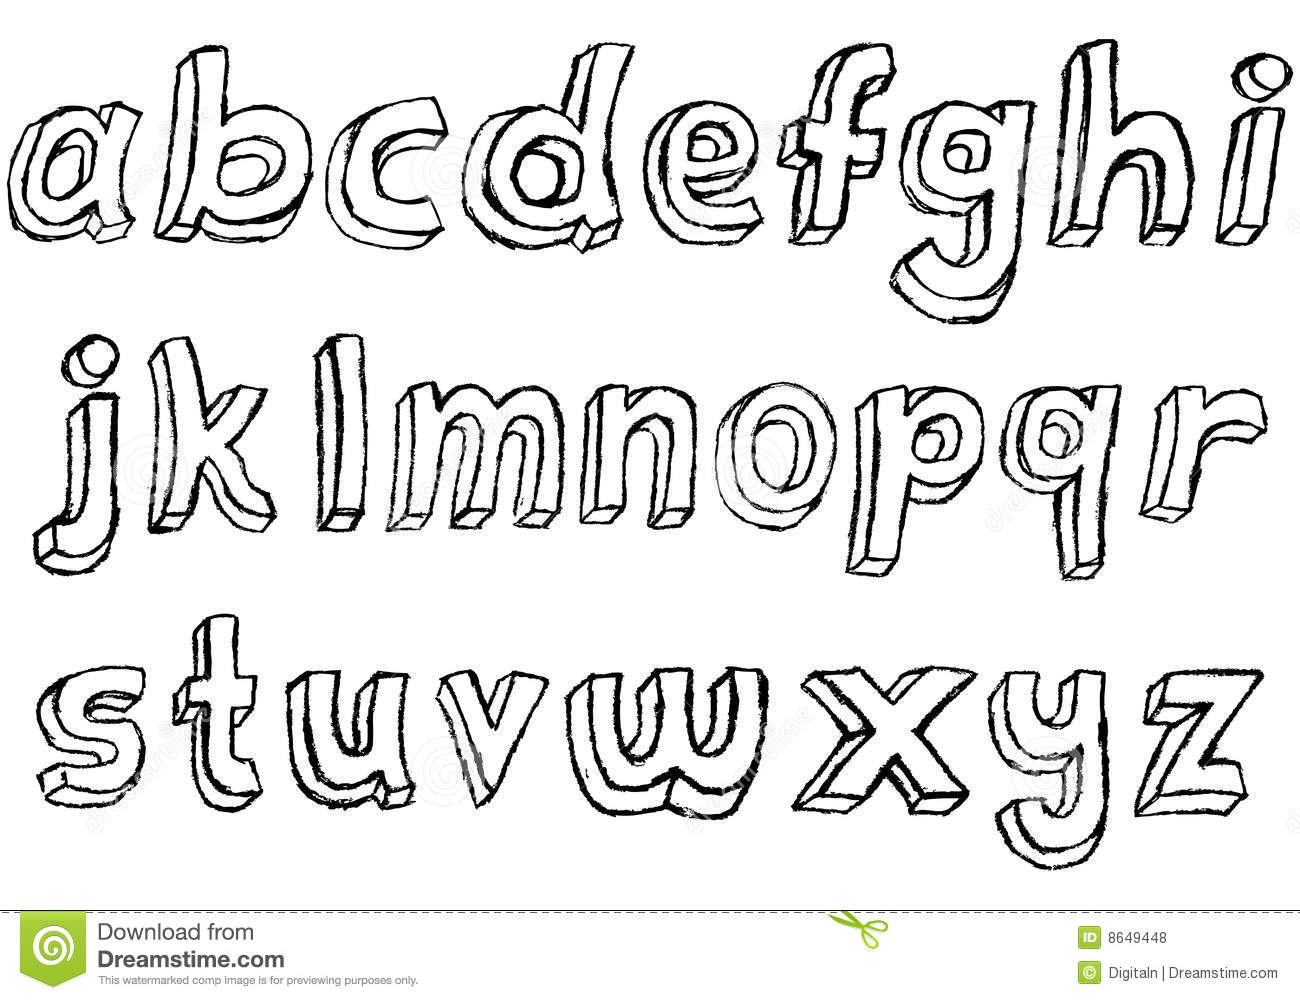 abcdefghi
jklmnopqr
stuvwxyz
Download from
Dreamstime.com
This watermarked comp image is for previewing purposes only.
ID 8649448
© Digitaln | Dreamstime.com